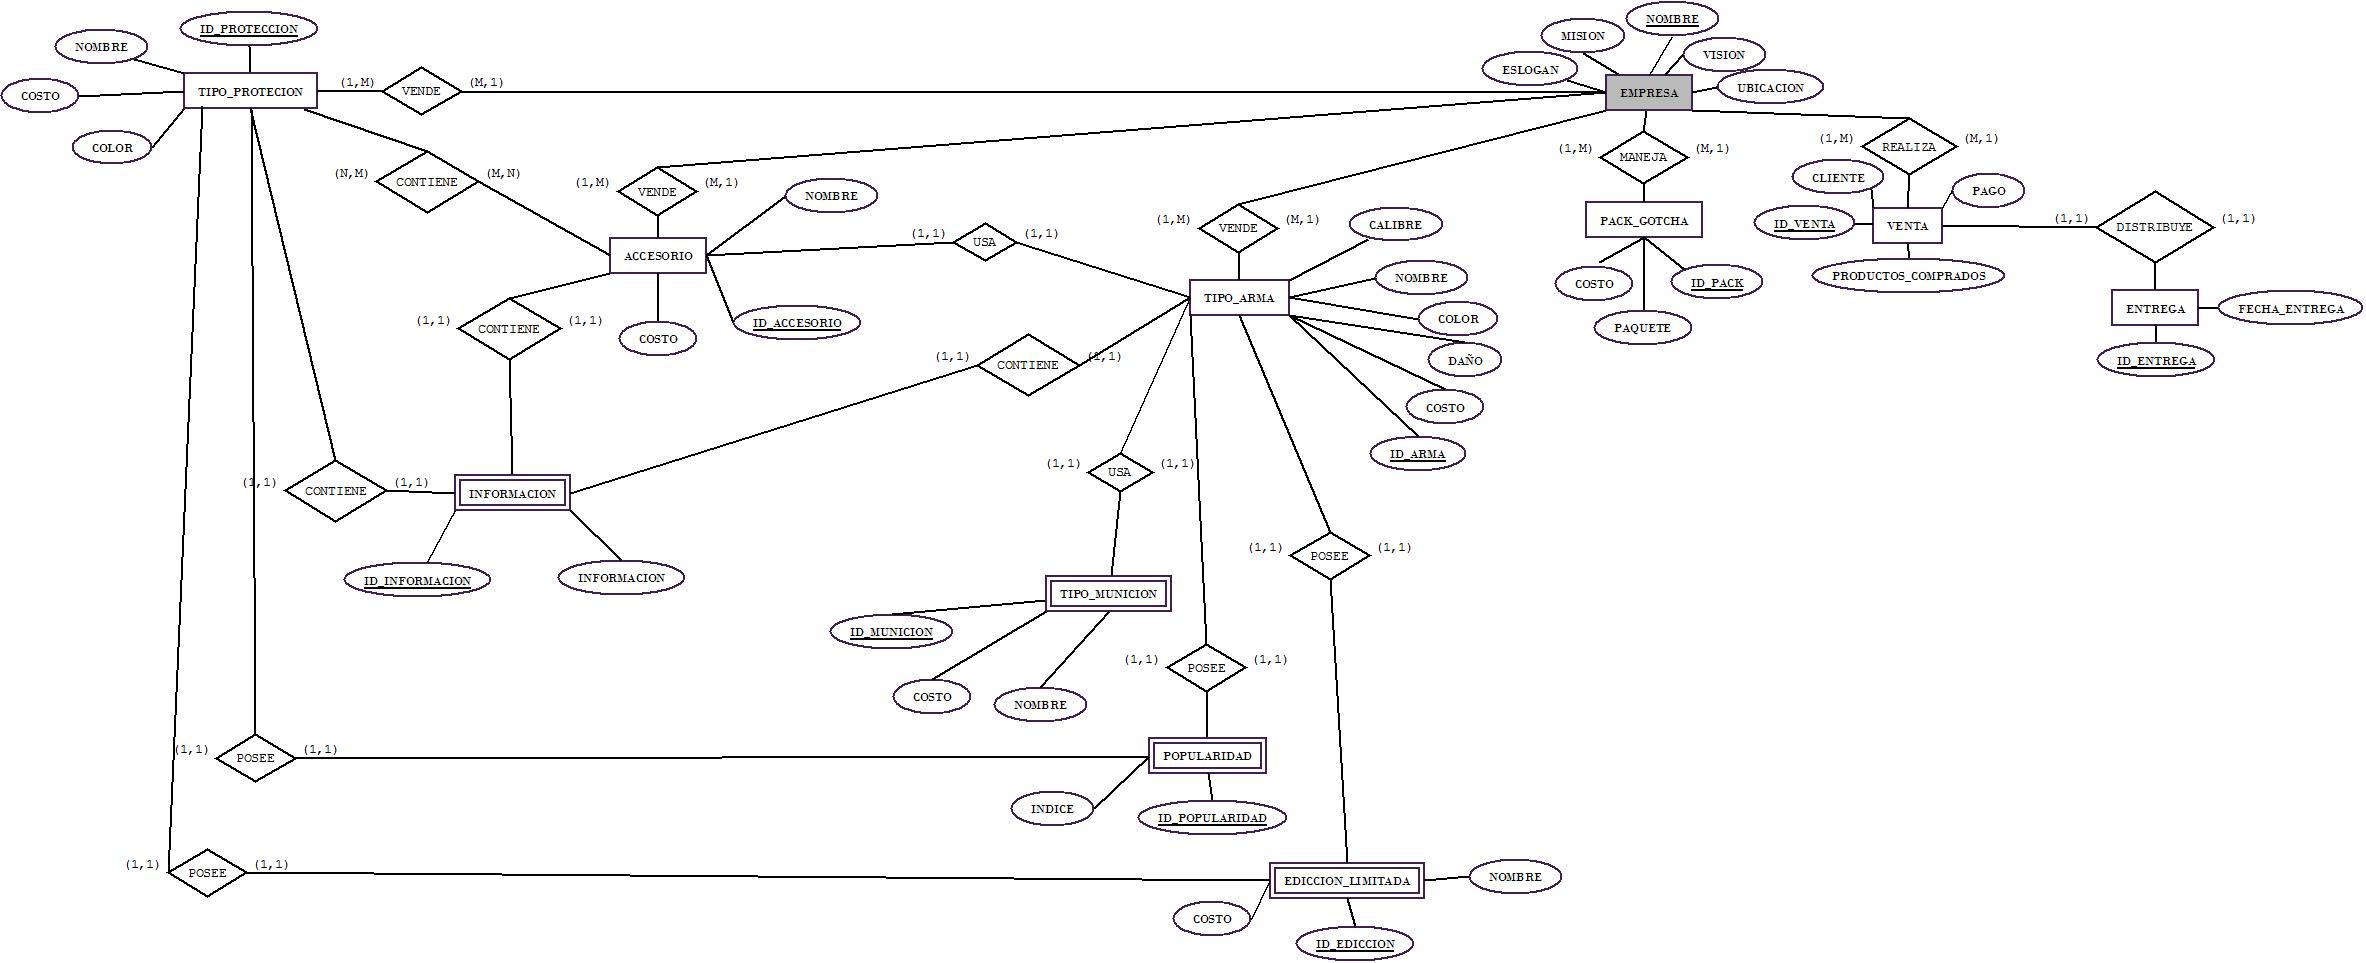 ID_PROTECCION
NOMBRE
COSTO
COLOR
TIPO_PROTECION
(1,M)
VENDE
(M,1)
ESLOGAN
MISION
NOMBRE
VISION
UBICACION
EMPRESA
(N,M)
CONTIENE
(M,N)
(1,M)
VENDE
(M,1)
NOMBRE
ACCESORIO
COSTO
ID_ACCESORIO
(1,1)
USA
(1,1)
(1,M)
VENDE
(M,1)
CALIBRE
NOMBRE
COLOR
DAÑO
COSTO
ID_ARMA
TIPO_ARMA
(1,M)
MANEJA
(M,1)
PACK_GOTCHA
COSTO
ID_PACK
PAQUETE
(1,M)
REALIZA
(M,1)
CLIENTE
PAGO
ID_VENTA
VENTA
PRODUCTOS_COMPRADOS
(1,1)
DISTRIBUYE
(1,1)
ENTREGA
FECHA_ENTREGA
ID_ENTREGA
(1,1)
CONTIENE
(1,1)
(1,1)
CONTIENE
(1,1)
(1,1)
CONTIENE
(1,1)
INFORMACION
ID_INFORMACION
INFORMACION
(1,1)
USA
(1,1)
TIPO_MUNICION
ID_MUNICION
COSTO
NOMBRE
(1,1)
POSEE
(1,1)
(1,1)
POSEE
(1,1)
(1,1)
POSEE
(1,1)
POPULARIDAD
INDICE
ID_POPULARIDAD
(1,1)
POSEE
(1,1)
EDICCION_LIMITADA
NOMBRE
COSTO
ID_EDICCION